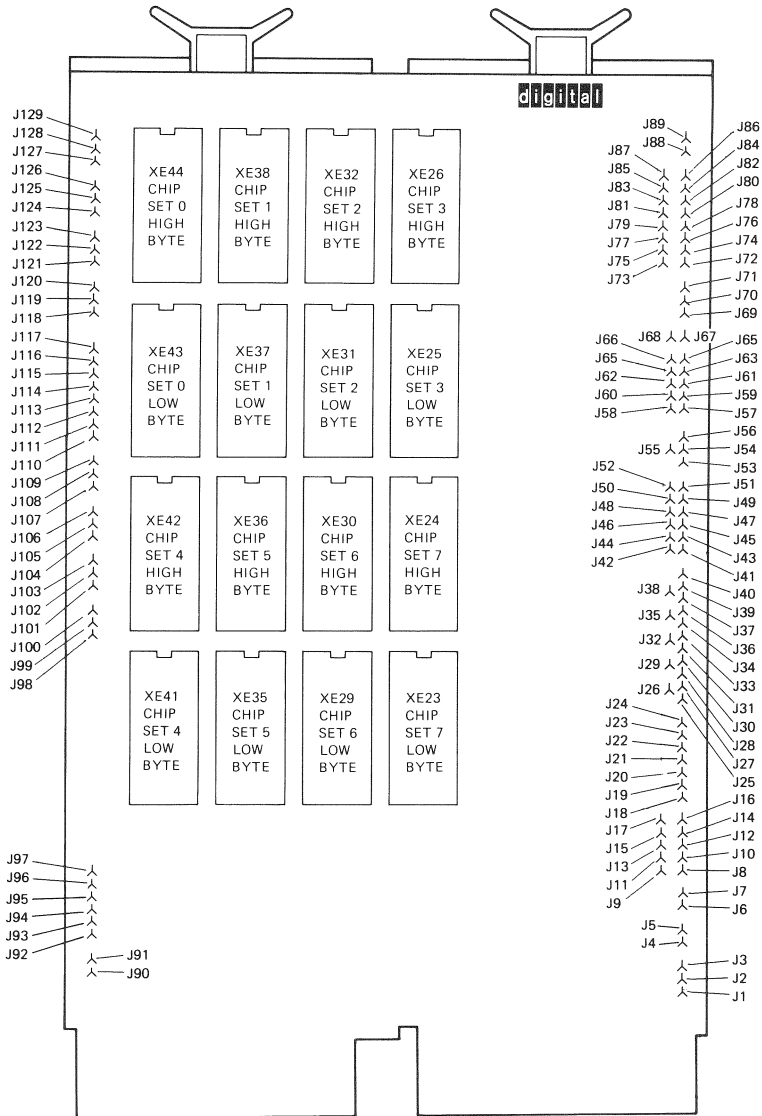 digital
J129
J128
J127
J126
J125
J124
J123
J122
J121
J120
J119
J118
J117
J116
J115
J114
J113
J112
J111
J110
J109
J108
J107
J106
J105
J104
J103
J102
J101
J100
J99
J98
J97
J96
J95
J94
J93
J92
J91
J90
XE44
CHIP
SET 0
HIGH
BYTE
XE38
CHIP
SET 1
HIGH
BYTE
XE32
CHIP
SET 2
HIGH
BYTE
XE26
CHIP
SET 3
HIGH
BYTE
XE43
CHIP
SET 0
LOW
BYTE
XE37
CHIP
SET 1
LOW
BYTE
XE31
CHIP
SET 2
LOW
BYTE
XE25
CHIP
SET 3
LOW
BYTE
XE42
CHIP
SET 4
HIGH
BYTE
XE36
CHIP
SET 5
HIGH
BYTE
XE30
CHIP
SET 6
HIGH
BYTE
XE24
CHIP
SET 7
HIGH
BYTE
XE41
CHIP
SET 4
LOW
BYTE
XE35
CHIP
SET 5
LOW
BYTE
XE29
CHIP
SET 6
LOW
BYTE
XE23
CHIP
SET 7
LOW
BYTE
J89
J88
J87
J85
J83
J81
J79
J77
J75
J73
J68
J67
J66
J65
J62
J60
J58
J55
J52
J50
J48
J46
J44
J42
J38
J35
J32
J29
J26
J24
J23
J22
J21
J20
J19
J18
J17
J15
J13
J11
J9
J5
J4
J86
J84
J82
J80
J78
J76
J74
J72
J71
J70
J69
J65
J63
J61
J59
J57
J56
J54
J53
J51
J49
J47
J45
J43
J41
J40
J39
J37
J36
J34
J33
J31
J30
J28
J27
J25
J16
J14
J12
J10
J8
J7
J6
J3
J2
J1